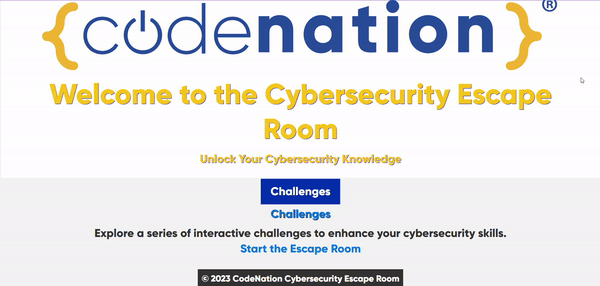 {codenation}®
Welcome to the Cybersecurity Escape
Room
Unlock Your Cybersecurity Knowledge
Challenges
Challenges
Explore a series of interactive challenges to enhance your cybersecurity skills.
Start the Escape Room
© 2023 CodeNation Cybersecurity Escape Room